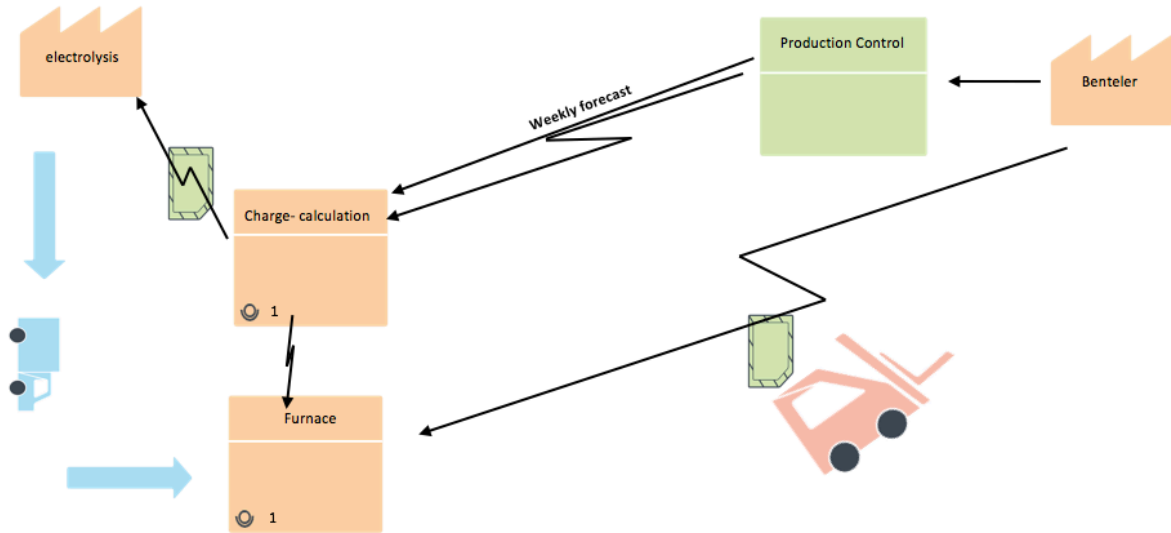 electrolysis
Production Control
Benteler
Weekly forecast
Charge- calculation
1
Furnace
1